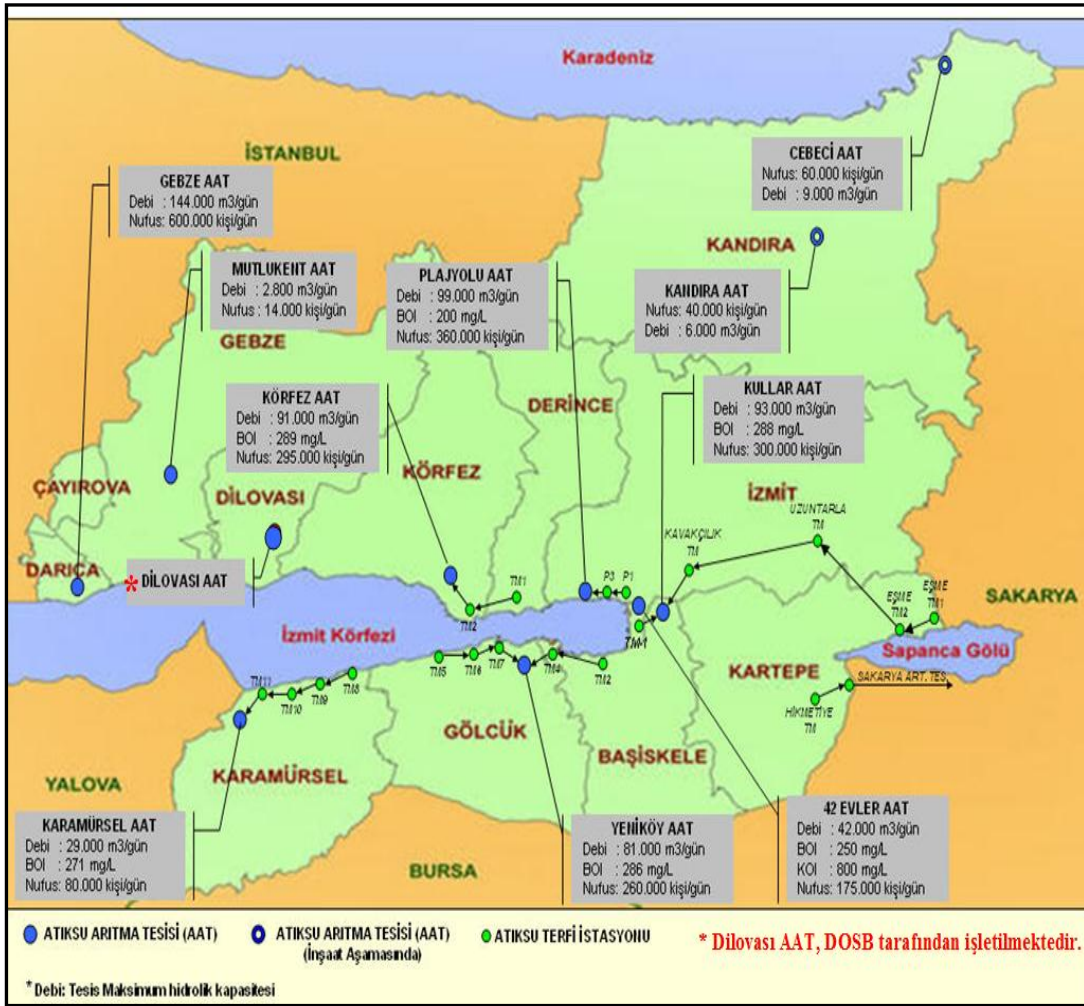 Karadeniz
İSTANBUL
GEBZE AAT
Debi : 144.000 m3/gün
Nufus: 600.000 kişi/gün
CEBECİ AAT
Nufus: 60.000 kişi/gün
Debi : 9.000 m3/gün
MUTLUKENT AAT
Debi : 2.800 m3/gün
Nufus : 14.000 kişi/gün
PLAJYOLU AAT
Debi : 99.000 m3/gün
BOI : 200 mg/L
Nufus: 360.000 kişi/gün
KANDIRA
KANDIRA AAT
Nufus: 40.000 kişi/gün
Debi : 6.000 m3/gün
GEBZE
KÖRFEZ AAT
Debi : 91.000 m3/gün
BOI : 289 mg/L
Nufus: 295.000 kişi/gün
DERİNCE
KULLAR AAT
Debi : 93.000 m3/gün
BOI : 288 mg/L
Nufus: 300.000 kişi/gün
KÖRFEZ
ÇAYIROVA
DİLOVASI
İZMİT
UZUNTARLA
TM
KAVAKÇILIK
TM
DARICA
* DİLOVASI AAT
P3
P1
TM1
TM2
EŞME
TM1
EŞME
TM2
SAKARYA
İzmit Körfezi
TM-1
Sapanca Gölü
TM5
TM6
TM7
TM4
TM2
KARTEPE
SAKARYA ART. TES
HİKMETİYE
TM
TM11
TM10
TM9
TM8
GÖLCÜK
BAŞİSKELE
KARAMÜRSEL
YALOVA
BURSA
KARAMÜRSEL AAT
Debi : 29.000 m3/gün
BOI : 271 mg/L
Nufus: 80.000 kişi/gün
YENİKÖY AAT
Debi : 81.000 m3/gün
BOI : 286 mg/L
Nufus: 260.000 kişi/gün
42 EVLER AAT
Debi : 42.000 m3/gün
BOI : 250 mg/L
KOI : 800 mg/L
Nufus: 175.000 kişi/gün
ATIKSU ARITMA TESİSİ (AAT)
ATIKSU ARITMA TESİSİ (AAT)
(İnşaat Aşamasında)
ATIKSU TERFİ İSTASYONU
* Dilovası AAT, DOSB tarafından işletilmektedir.
* Debi: Tesis Maksimum hidrolik kapasitesi